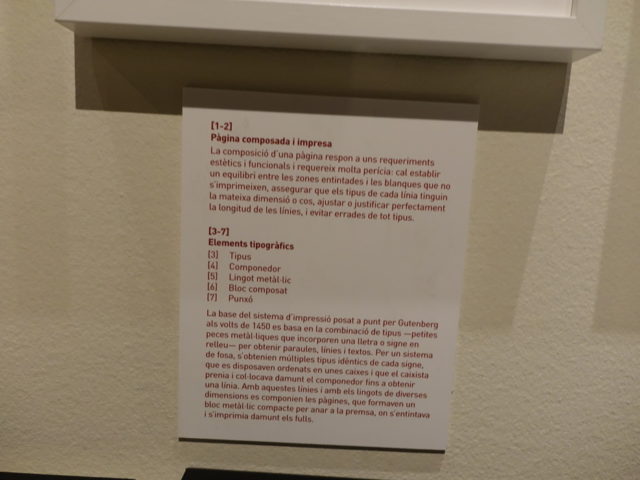 [1-2]
Pàgina composada i impresa
La composició d'una pàgina respon a uns requeriments
estètics i funcionals i requereix molta perícia: cal establir
un equilibri entre les zones entintades i les blanques que no
s'imprimeixen, assegurar que els tipus de cada línia tinguin
la mateixa dimensió o cos, ajustar o justificar perfectament
la longitud de les línies, i evitar errades de tot tipus.
[3-7]
Elements tipogràfics
[3] Tipus
[4] Componedor
[5] Lingot metàl·lic
[6] Bloc composat
[7] Punxó
La base del sistema d'impressió posat a punt per Gutenberg
als volts de 1450 es basa en la combinació de tipus —petites
peces metàl·liques que incorporen una lletra o signe en
relleu— per obtenir paraules, línies i textos. Per un sistema
de fosa, s'obtenien múltiples tipus idèntics de cada signe,
que es disposaven ordenats en unes caixes i que el caixista
prenia i col·locava damunt el componedor fins a obtenir
una línia. Amb aquestes línies i amb els lingots de diverses
dimensions es componien les pàgines, que formaven un
bloc metàl·lic compacte per anar a la premsa, on s'entintava
i s'imprimia damunt els fulls.